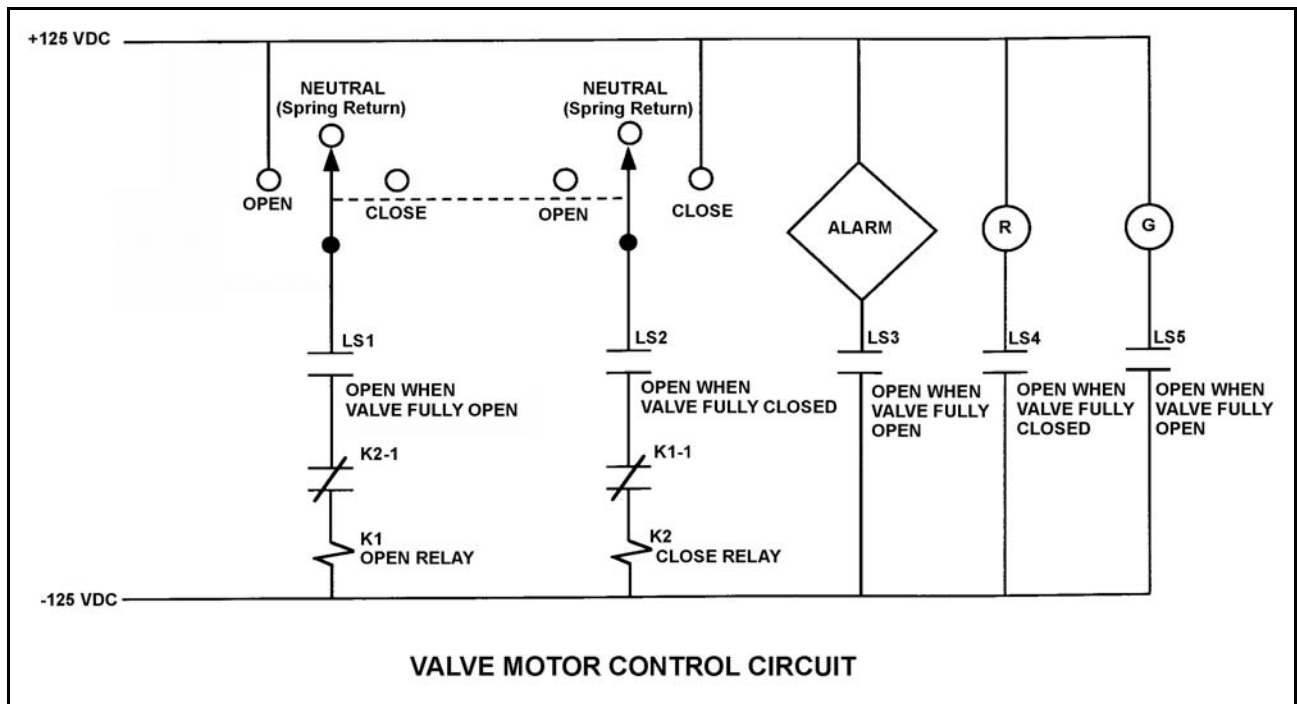 +125 VDC
NEUTRAL
(Spring Return)
NEUTRAL
(Spring Return)
OPEN
CLOSE
OPEN
CLOSE
ALARM
R
G
LS1
OPEN WHEN
VALVE FULLY OPEN
LS2
OPEN WHEN
VALVE FULLY CLOSED
LS3
OPEN WHEN
VALVE FULLY
OPEN
LS4
OPEN WHEN
VALVE FULLY
CLOSED
LS5
OPEN WHEN
VALVE FULLY
OPEN
K2-1
K1-1
K1
OPEN RELAY
K2
CLOSE RELAY
-125 VDC
VALVE MOTOR CONTROL CIRCUIT